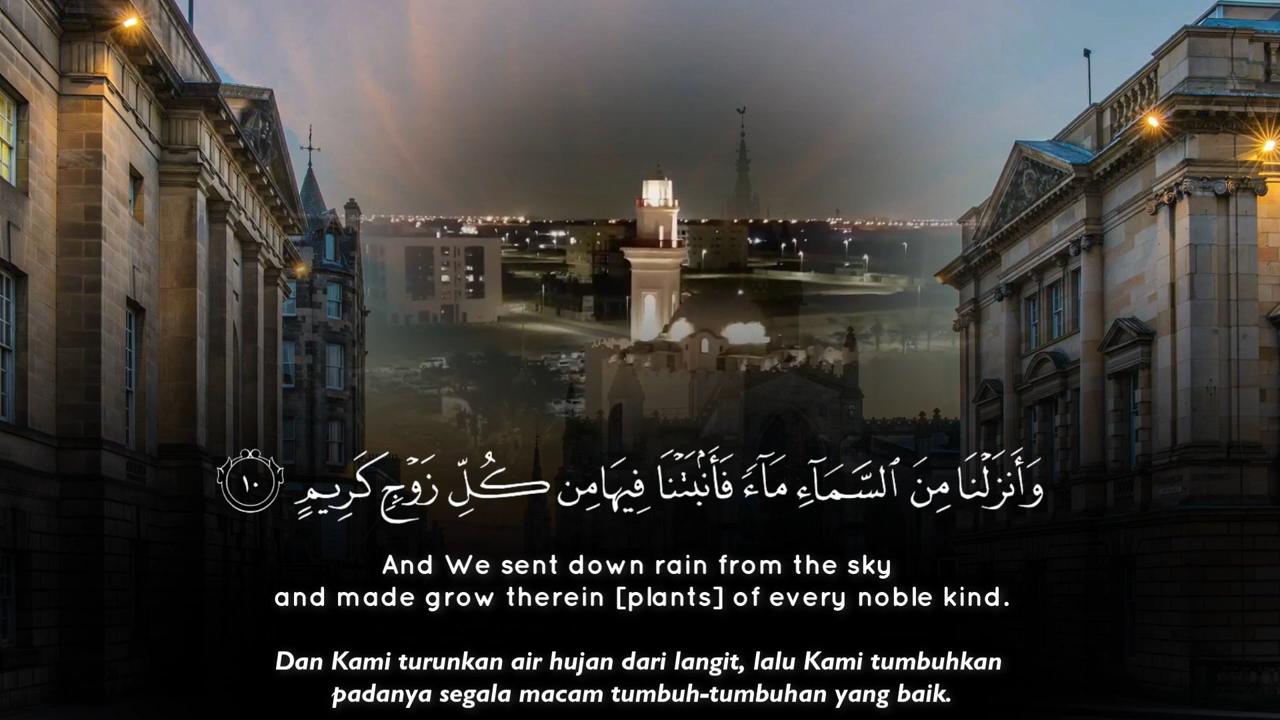 وَأَنزَلْنَا مِنَ ٱلسَّمَآءِ مَآءً فَأَنۢبَتْنَا فِيهَا مِن كُلِّ زَوْجٍ كَرِيمٍ ١٠
And We sent down rain from the sky
and made grow therein [plants] of every noble kind.
Dan Kami turunkan air hujan dari langit, lalu Kami tumbuhkan
padanya segala macam tumbuh-tumbuhan yang baik.